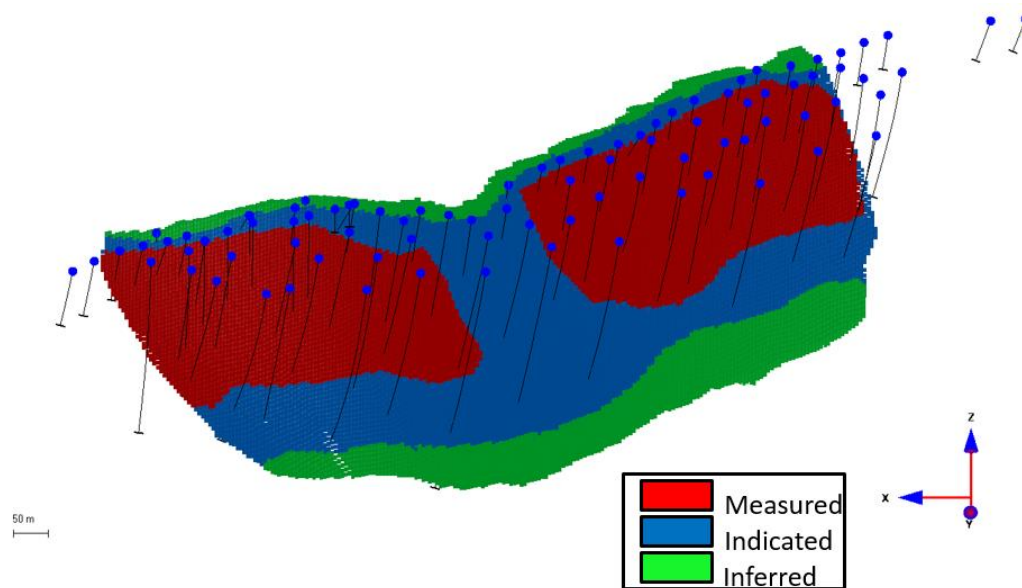 Z
X
Y
50 m
Measured
Indicated
Inferred